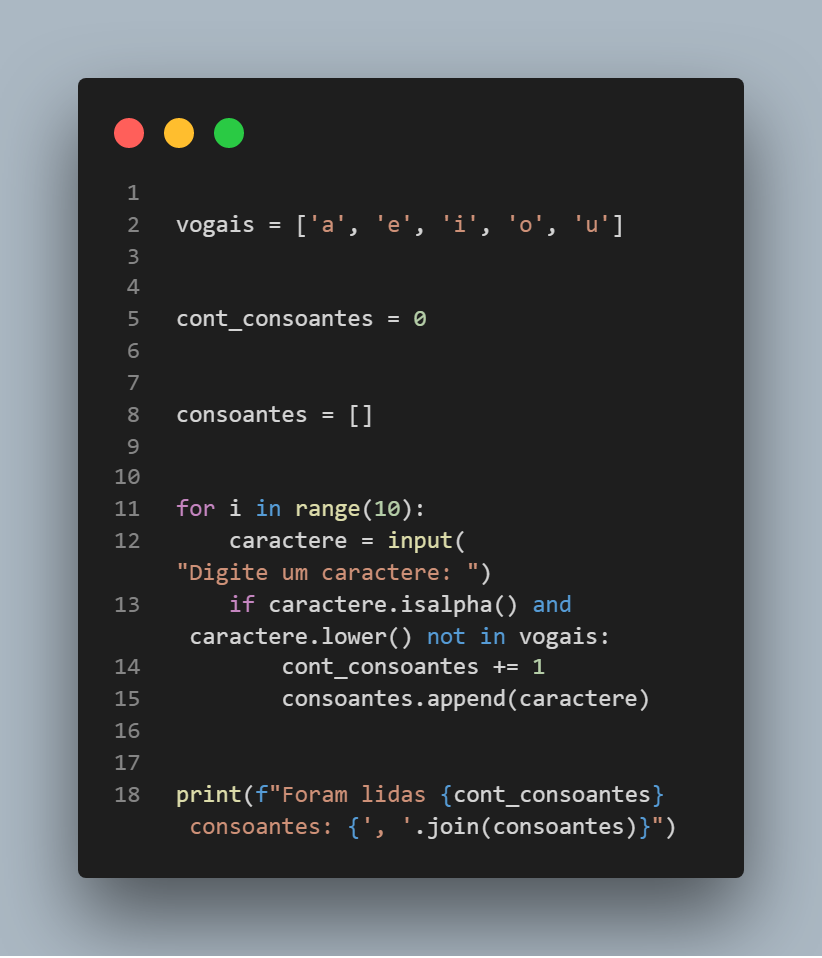 1
2 vogais = ['a', 'e', 'i', 'o', 'u']
3
4
5 cont_consoantes = 0
6
7
8 consoantes = []
9
10
11 for i in range(10):
12     caractere = input(
"Digite um caractere: ")
13     if caractere.isalpha() and
 caractere.lower() not in vogais:
14         cont_consoantes += 1
15         consoantes.append(caractere)
16
17
18 print(f"Foram lidas {cont_consoantes}
 consoantes: {', '.join(consoantes)}")